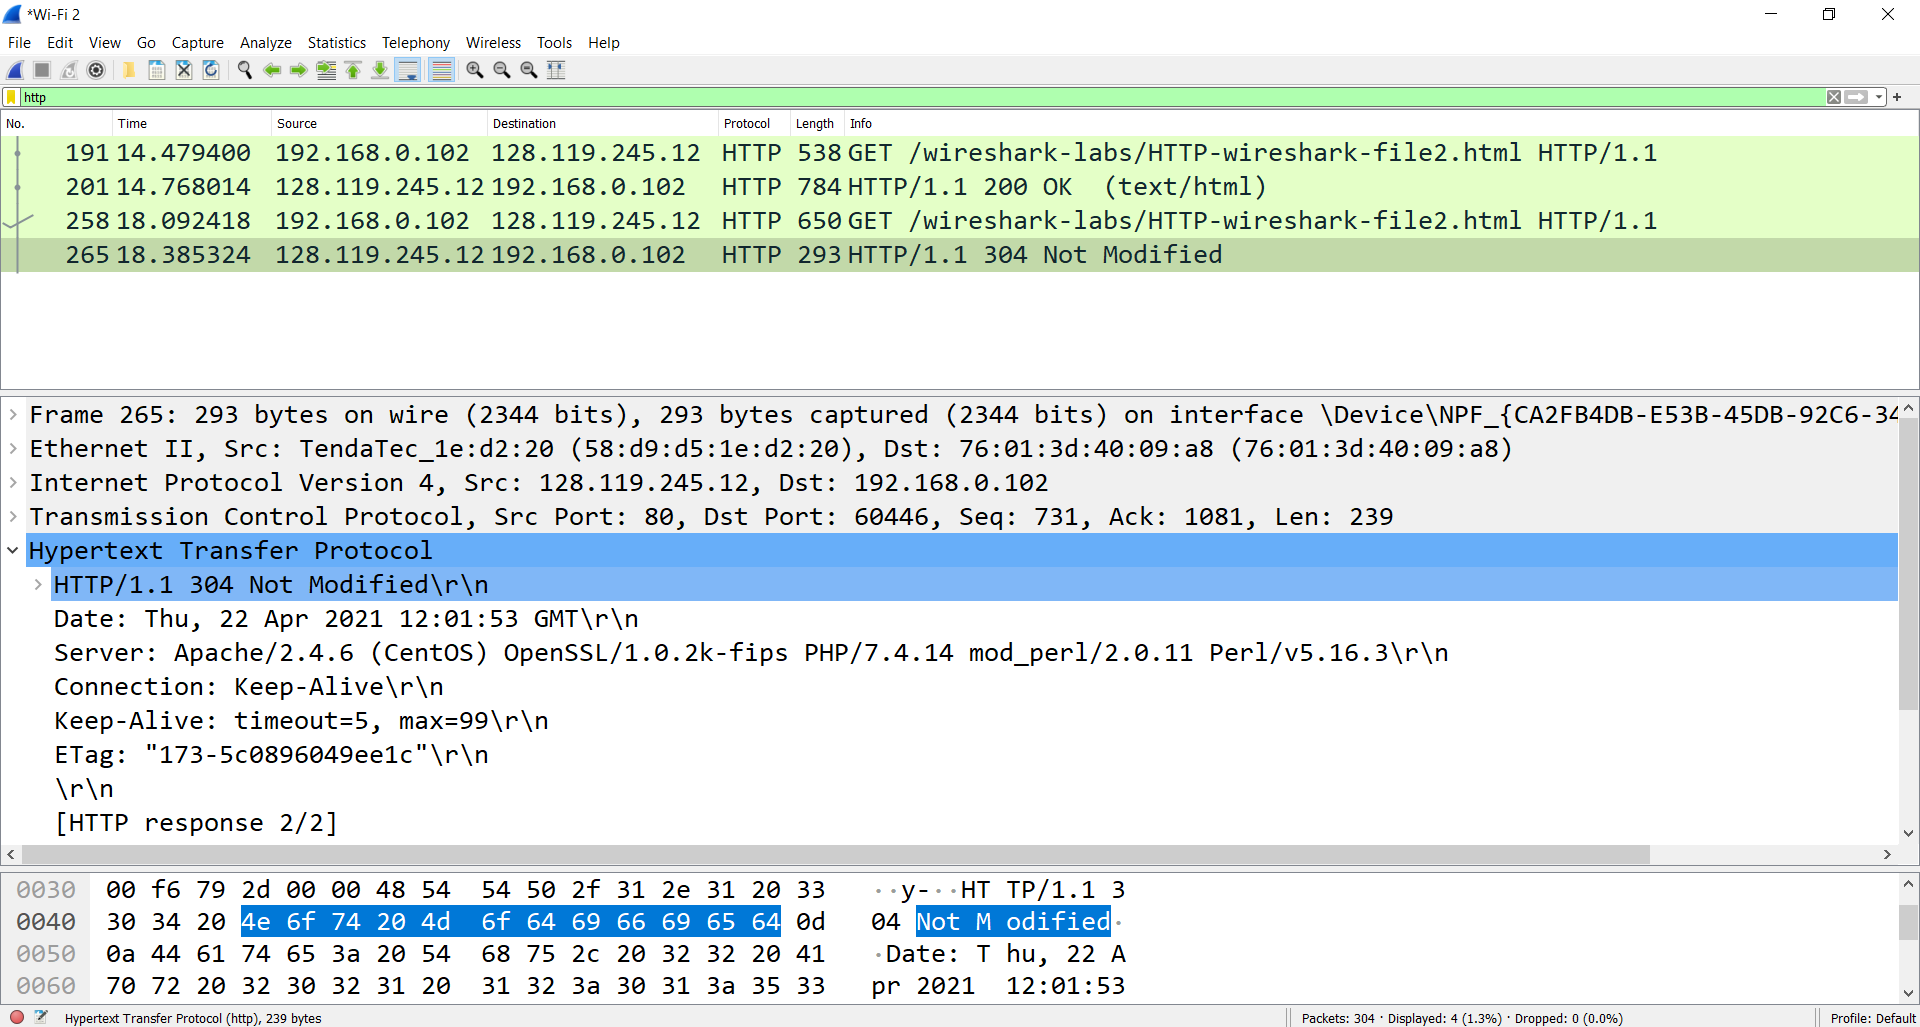 *Wi-Fi 2
File Edit View Go Capture Analyze Statistics Telephony Wireless Tools Help
http
No. Time Source Destination Protocol Length Info
191 14.479400 192.168.0.102 128.119.245.12 HTTP 538 GET /wireshark-labs/HTTP-wireshark-file2.html HTTP/1.1
201 14.768014 128.119.245.12 192.168.0.102 HTTP 784 HTTP/1.1 200 OK (text/html)
258 18.092418 192.168.0.102 128.119.245.12 HTTP 650 GET /wireshark-labs/HTTP-wireshark-file2.html HTTP/1.1
265 18.385324 128.119.245.12 192.168.0.102 HTTP 293 HTTP/1.1 304 Not Modified
Frame 265: 293 bytes on wire (2344 bits), 293 bytes captured (2344 bits) on interface \Device\NPF_{CA2FB4DB-E53B-45DB-92C6-34
Ethernet II, Src: TendaTec_1e:d2:20 (58:d9:d5:1e:d2:20), Dst: 76:01:3d:40:09:a8 (76:01:3d:40:09:a8)
Internet Protocol Version 4, Src: 128.119.245.12, Dst: 192.168.0.102
Transmission Control Protocol, Src Port: 80, Dst Port: 60446, Seq: 731, Ack: 1081, Len: 239
Hypertext Transfer Protocol
HTTP/1.1 304 Not Modified\r\n
Date: Thu, 22 Apr 2021 12:01:53 GMT\r\n
Server: Apache/2.4.6 (CentOS) OpenSSL/1.0.2k-fips PHP/7.4.14 mod_perl/2.0.11 Perl/v5.16.3\r\n
Connection: Keep-Alive\r\n
Keep-Alive: timeout=5, max=99\r\n
ETag: "173-5c0896049ee1c"\r\n
\r\n
[HTTP response 2/2]
0030 00 f6 79 2d 00 00 48 54 54 50 2f 31 2e 31 20 33 ··y-··HT TP/1.1 3
0040 30 34 20 4e 6f 74 20 4d 6f 64 69 66 69 65 64 0d 04 Not M odified·
0050 0a 44 61 74 65 3a 20 54 68 75 2c 20 32 32 20 41 ·Date: T hu, 22 A
0060 70 72 20 32 30 32 31 20 31 32 3a 30 31 3a 35 33 pr 2021 12:01:53
Hypertext Transfer Protocol (http), 239 bytes
Packets: 304 · Displayed: 4 (1.3%) · Dropped: 0 (0.0%)
Profile: Default